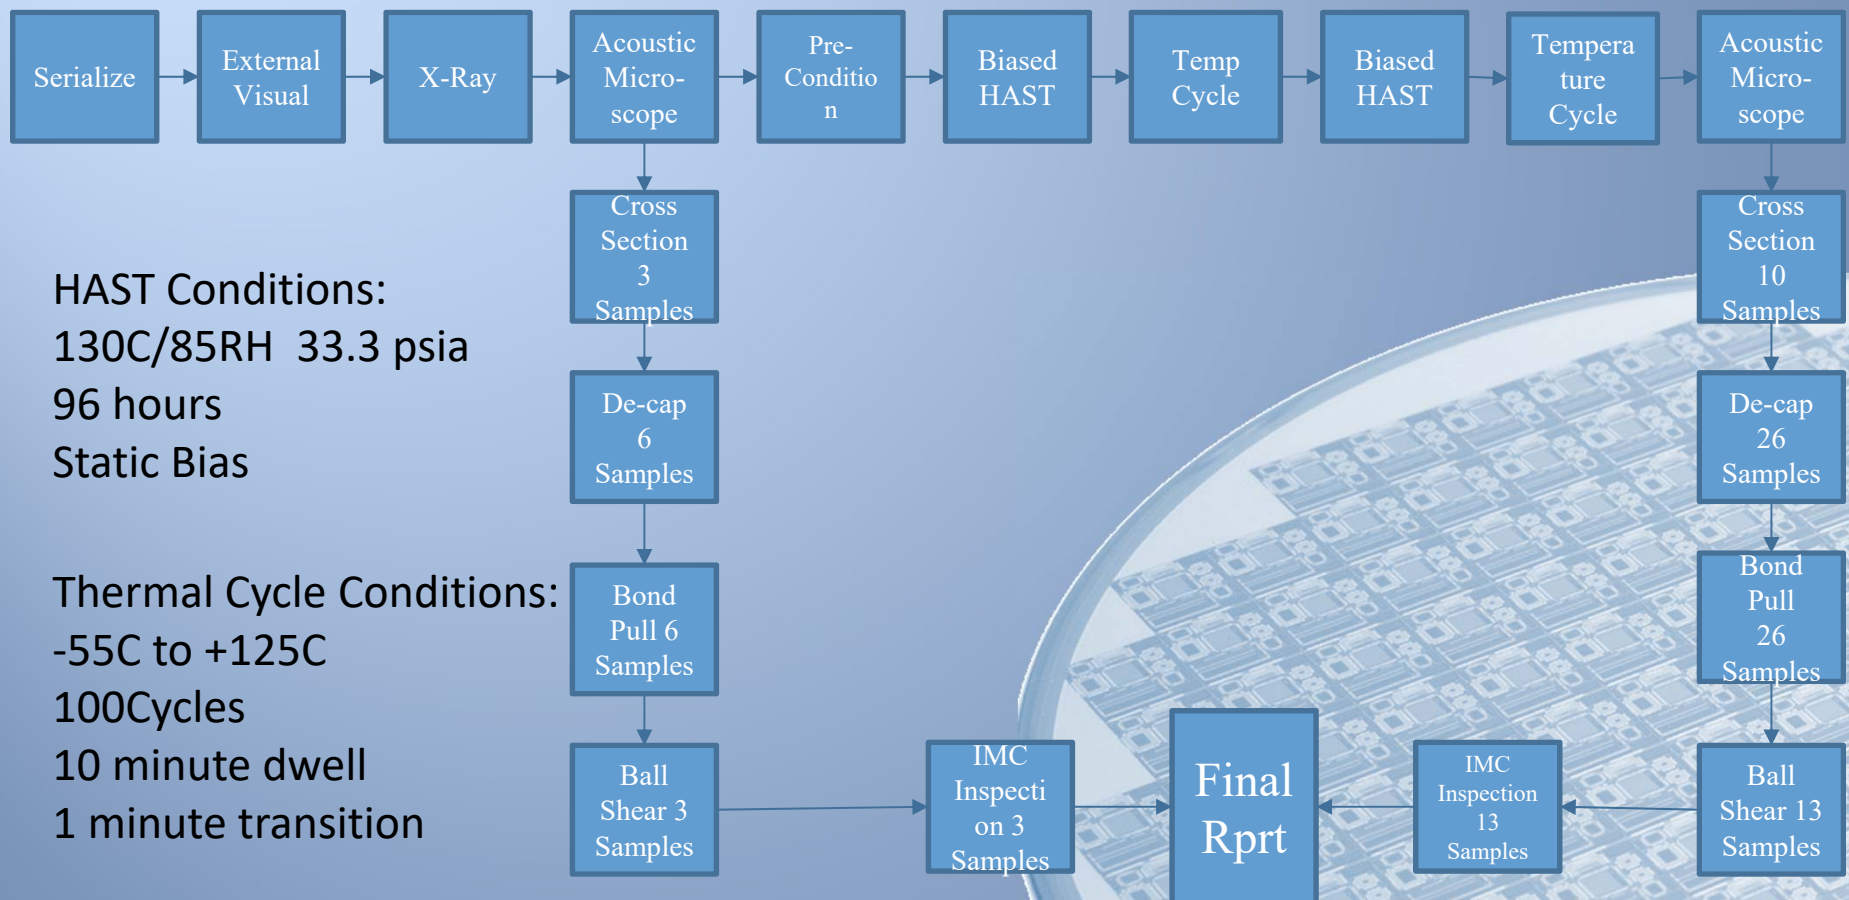 Serialize
External
Visual
X-Ray
Acoustic
Micro-
scope
Pre-
Conditio
n
Biased
HAST
Temp
Cycle
Biased
HAST
Tempera
ture
Cycle
Acoustic
Micro-
scope
Cross
Section
3
Samples
De-cap
6
Samples
Bond
Pull 6
Samples
Ball
Shear 3
Samples
IMC
Inspecti
on 3
Samples
Cross
Section
10
Samples
De-cap
26
Samples
Bond
Pull
26
Samples
Ball
Shear 13
Samples
IMC
Inspection
13
Samples
Final
Rprt
HAST Conditions:
130C/85RH 33.3 psia
96 hours
Static Bias
Thermal Cycle Conditions:
-55C to +125C
100Cycles
10 minute dwell
1 minute transition